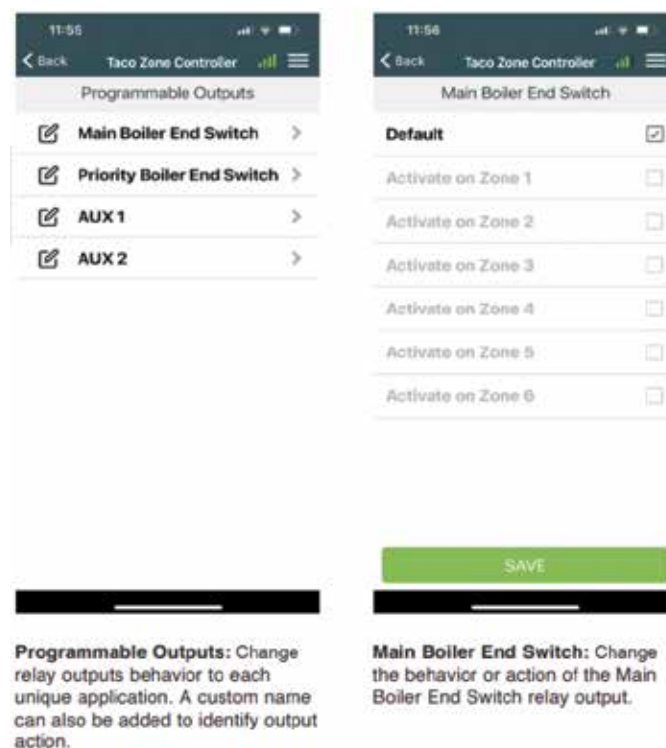 11:55
Back Taco Zone Controller
Programmable Outputs
Main Boiler End Switch
Priority Boiler End Switch
AUX 1
AUX 2
Programmable Outputs: Change
relay outputs behavior to each
unique application. A custom name
can also be added to identify output
action.
11:56
Back Taco Zone Controller
Main Boiler End Switch
Default
Activate on Zone 1
Activate on Zone 2
Activate on Zone 3
Activate on Zone 4
Activate on Zone 5
Activate on Zone 6
SAVE
Main Boiler End Switch: Change
the behavior or action of the Main
Boiler End Switch relay output.